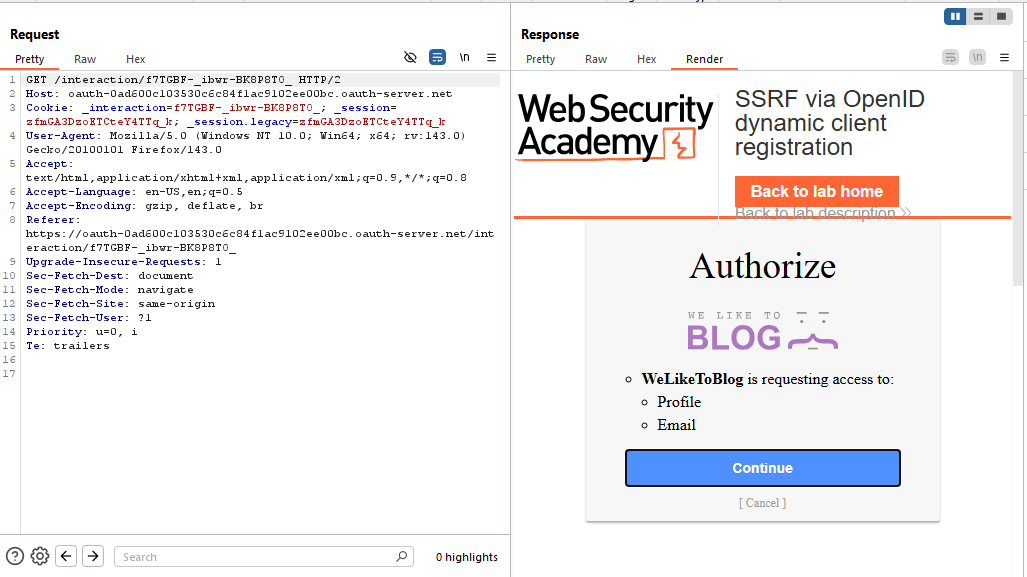 Request
Pretty Raw Hex
\n
1 GET /interaction/f7TGBF-_ibwr-BK8P8T0_ HTTP/2
2 Host: oauth-0ad600c103530c6c84f1ac9102ee00bc.oauth-server.net
3 Cookie: _interaction=f7TGBF-_ibwr-BK8P8T0_; _session=
zfmGA3DzoETCteY4TTq_k; _session.legacy=zfmGA3DzoETCteY4TTq_k
4 User-Agent: Mozilla/5.0 (Windows NT 10.0; Win64; x64; rv:143.0)
Gecko/20100101 Firefox/143.0
5 Accept:
text/html,application/xhtml+xml,application/xml;q=0.9,*/*;q=0.8
6 Accept-Language: en-US,en;q=0.5
7 Accept-Encoding: gzip, deflate, br
8 Referer:
https://oauth-0ad600c103530c6c84f1ac9102ee00bc.oauth-server.net/int
eraction/f7TGBF-_ibwr-BK8P8T0_
9 Upgrade-Insecure-Requests: 1
10 Sec-Fetch-Dest: document
11 Sec-Fetch-Mode: navigate
12 Sec-Fetch-Site: same-origin
13 Sec-Fetch-User: ?1
14 Priority: u=0, i
15 Te: trailers
16
17
Search
0 highlights
Response
Pretty Raw Hex Render
\n
Web Security
Academy
SSRF via OpenID
dynamic client
registration
Back to lab home
Back to lab description
Authorize
WE LIKE TO
BLOG
WeLikeToBlog is requesting access to:
Profile
Email
Continue
[ Cancel ]